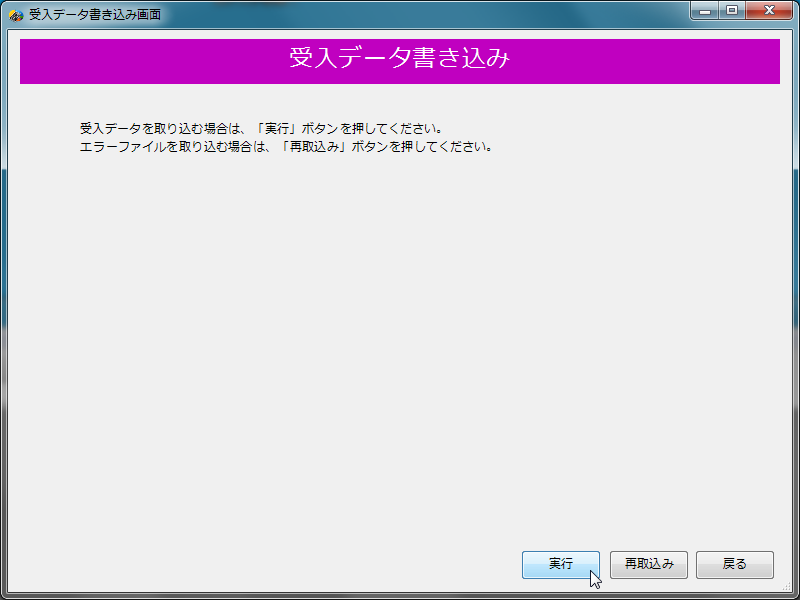 受入データ書き込み画面
受入データ書き込み
受入データを取り込む場合は、「実行」ボタンを押してください。
エラーファイルを取り込む場合は、「再取込み」ボタンを押してください。
実行
再取込み
戻る